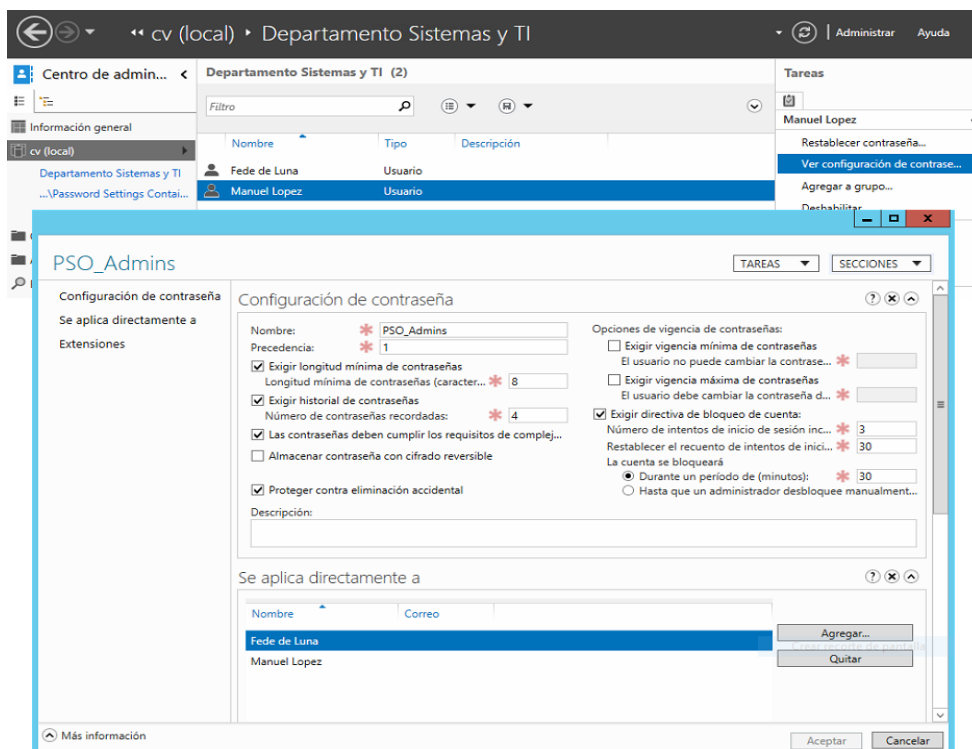 cv (local) Departamento Sistemas y TI
Administrar Ayuda
Centro de admin...
Información general
cv (local)
Departamento Sistemas y TI
...\Password Settings Contai...
Departamento Sistemas y TI (2)
Filtro
Nombre Tipo Descripción
Fede de Luna Usuario
Manuel Lopez Usuario
Tareas
Manuel Lopez
Restablecer contraseña...
Ver configuración de contrase...
Agregar a grupo...
Deshabilitar
PSO_Admins
TAREAS SECCIONES
Configuración de contraseña
Se aplica directamente a
Extensiones
Configuración de contraseña
Nombre: PSO_Admins
Precedencia: 1
Exigir longitud mínima de contraseñas
Longitud mínima de contraseñas (caracter... 8
Exigir historial de contraseñas
Número de contraseñas recordadas: 4
Las contraseñas deben cumplir los requisitos de complej...
Almacenar contraseña con cifrado reversible
Proteger contra eliminación accidental
Descripción:
Opciones de vigencia de contraseñas:
Exigir vigencia mínima de contraseñas
El usuario no puede cambiar la contrase...
Exigir vigencia máxima de contraseñas
El usuario debe cambiar la contraseña d...
Exigir directiva de bloqueo de cuenta:
Número de intentos de inicio de sesión inc... 3
Restablecer el recuento de intentos de inici... 30
La cuenta se bloqueará
Durante un período de (minutos): 30
Hasta que un administrador desbloquee manualment...
Se aplica directamente a
Nombre Correo
Fede de Luna
Manuel Lopez
Agregar...
Crear recorte de pantalla
Quitar
Más información
Aceptar Cancelar